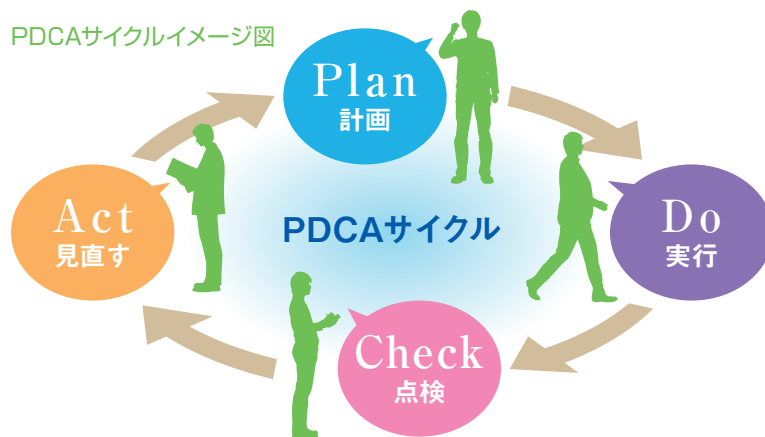 PDCAサイクルイメージ図
Plan
計画
Do
実行
Check
点検
Act
見直す
PDCAサイクル